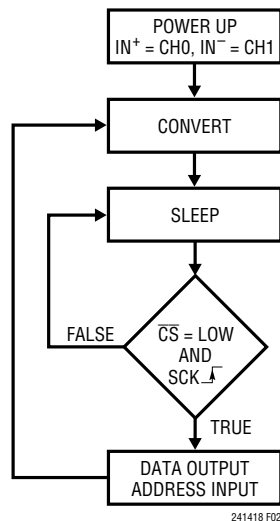 POWER UP
IN⁺ = CH0, IN⁻ = CH1
CONVERT
SLEEP
FALSE
C̅S̅ = LOW
AND
SCK
TRUE
DATA OUTPUT
ADDRESS INPUT
241418 F02